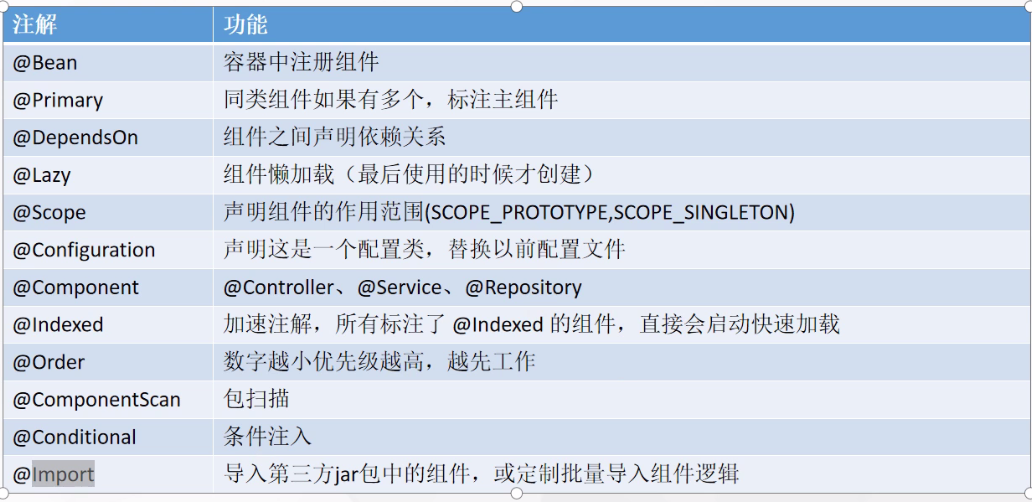 注解 功能
@Bean 容器中注册组件
@Primary 同类组件如果有多个，标注主组件
@DependsOn 组件之间声明依赖关系
@Lazy 组件懒加载（最后使用的时候才创建）
@Scope 声明组件的作用范围(SCOPE_PROTOTYPE,SCOPE_SINGLETON)
@Configuration 声明这是一个配置类，替换以前配置文件
@Component @Controller、@Service、@Repository
@Indexed 加速注解，所有标注了 @Indexed 的组件，直接会启动快速加载
@Order 数字越小优先级越高，越先工作
@ComponentScan 包扫描
@Conditional 条件注入
@Import 导入第三方jar包中的组件，或定制批量导入组件逻辑